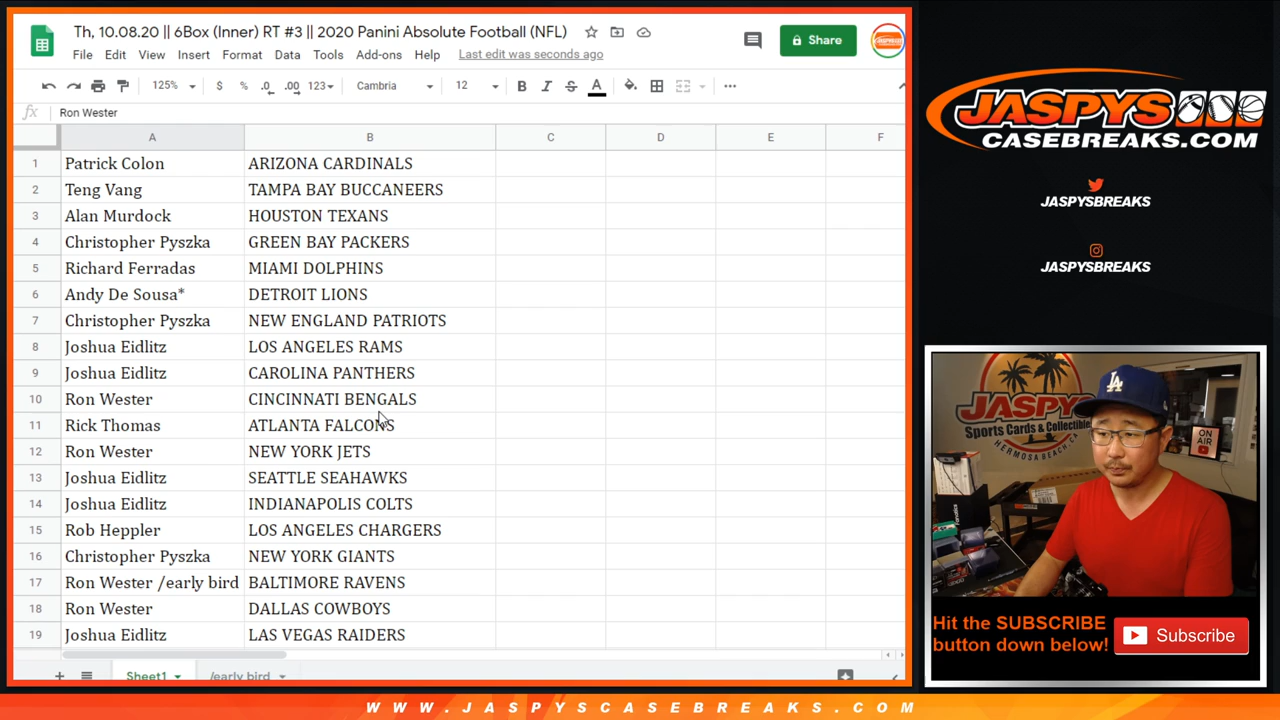 Th, 10.08.20 || 6Box (Inner) RT #3 || 2020 Panini Absolute Football (NFL)
File Edit View Insert Format Data Tools Add-ons Help Last edit was seconds ago
Share
125% $ % .0 .00 123 Cambria 12 B I S A
fx Ron Wester
A B C D E F
1 Patrick Colon ARIZONA CARDINALS
2 Teng Vang TAMPA BAY BUCCANEERS
3 Alan Murdock HOUSTON TEXANS
4 Christopher Pyszka GREEN BAY PACKERS
5 Richard Ferradas MIAMI DOLPHINS
6 Andy De Sousa* DETROIT LIONS
7 Christopher Pyszka NEW ENGLAND PATRIOTS
8 Joshua Eidlitz LOS ANGELES RAMS
9 Joshua Eidlitz CAROLINA PANTHERS
10 Ron Wester CINCINNATI BENGALS
11 Rick Thomas ATLANTA FALCONS
12 Ron Wester NEW YORK JETS
13 Joshua Eidlitz SEATTLE SEAHAWKS
14 Joshua Eidlitz INDIANAPOLIS COLTS
15 Rob Heppler LOS ANGELES CHARGERS
16 Christopher Pyszka NEW YORK GIANTS
17 Ron Wester /early bird BALTIMORE RAVENS
18 Ron Wester DALLAS COWBOYS
19 Joshua Eidlitz LAS VEGAS RAIDERS
Sheet1 /early bird
JASPYS
CASEBREAKS.COM
JASPYSBREAKS
JASPYSBREAKS
JASPYS
Sports Cards & Collectibles
HERMOSA BEACH
LA
ON AIR
Fanatics
Hit the SUBSCRIBE
button down below!
Subscribe
WWW.JASPYSCASEBREAKS.COM